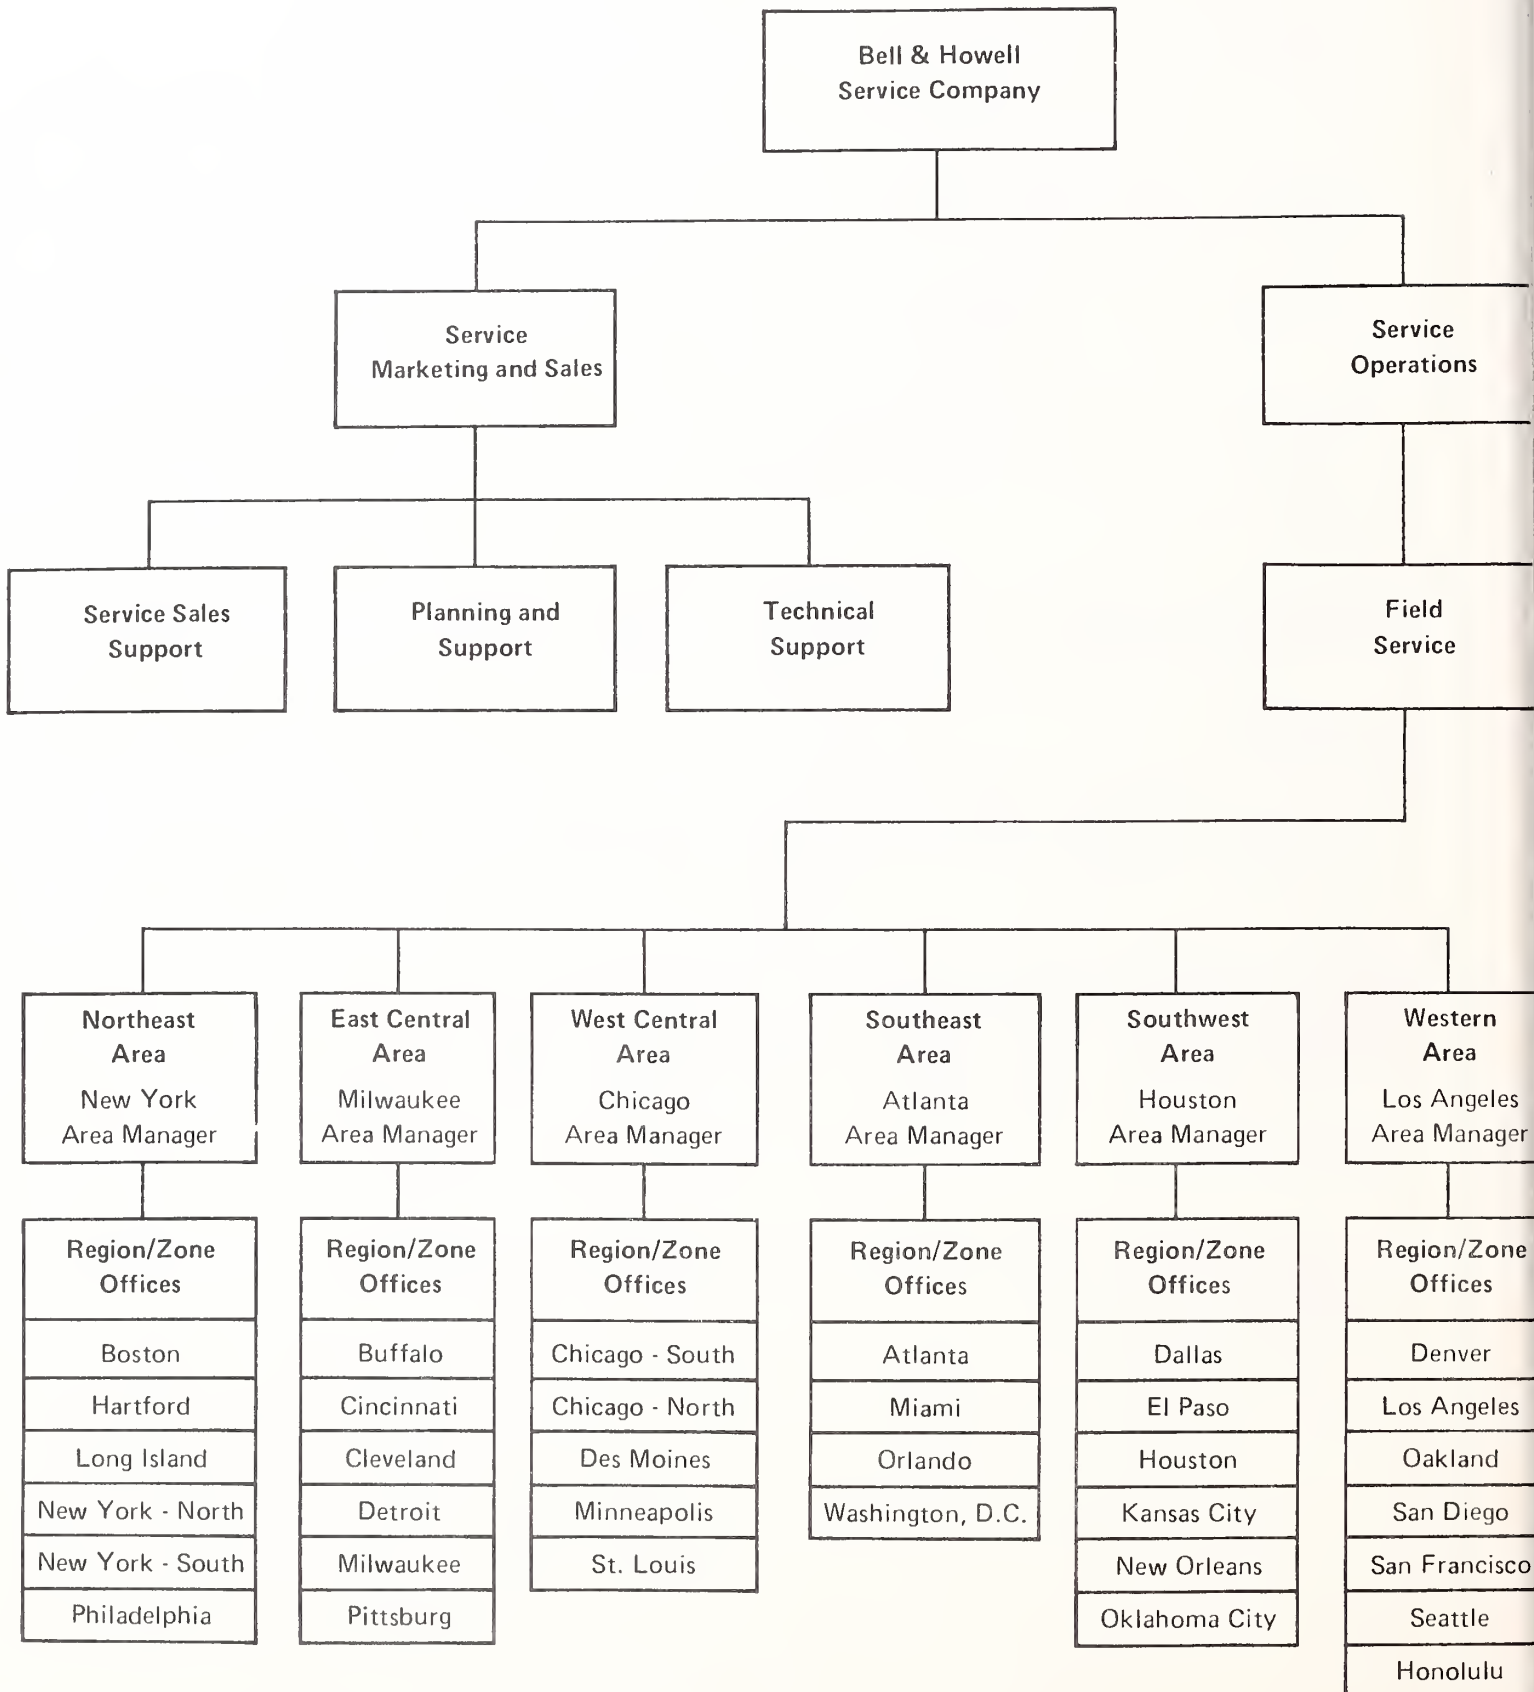 Bell & Howell
Service Company
Service
Marketing and Sales
Service
Operations
Service Sales
Support
Planning and
Support
Technical
Support
Field
Service
Northeast
Area
New York
Area Manager
East Central
Area
Milwaukee
Area Manager
West Central
Area
Chicago
Area Manager
Southeast
Area
Atlanta
Area Manager
Southwest
Area
Houston
Area Manager
Western
Area
Los Angeles
Area Manager
Region/Zone
Offices
Boston
Hartford
Long Island
New York - North
New York - South
Philadelphia
Region/Zone
Offices
Buffalo
Cincinnati
Cleveland
Detroit
Milwaukee
Pittsburg
Region/Zone
Offices
Chicago - South
Chicago - North
Des Moines
Minneapolis
St. Louis
Region/Zone
Offices
Atlanta
Miami
Orlando
Washington, D.C.
Region/Zone
Offices
Dallas
El Paso
Houston
Kansas City
New Orleans
Oklahoma City
Region/Zone
Offices
Denver
Los Angeles
Oakland
San Diego
San Francisco
Seattle
Honolulu